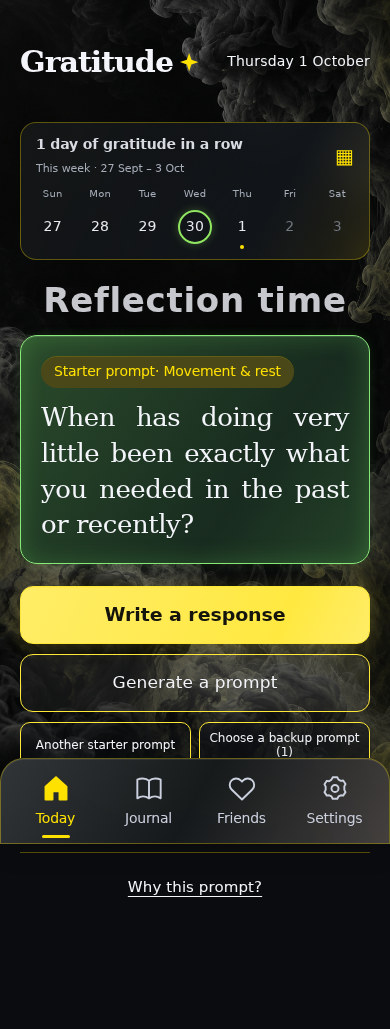 Gratitude
Thursday 1 October
1 day of gratitude in a row
This week · 27 Sept – 3 Oct
Sun Mon Tue Wed Thu Fri Sat
27 28 29 30 1 2 3
Reflection time
Starter prompt· Movement & rest
When has doing very
little been exactly what
you needed in the past
or recently?
Write a response
Generate a prompt
Another starter prompt
Choose a backup prompt
(1)
Today Journal Friends Settings
Why this prompt?